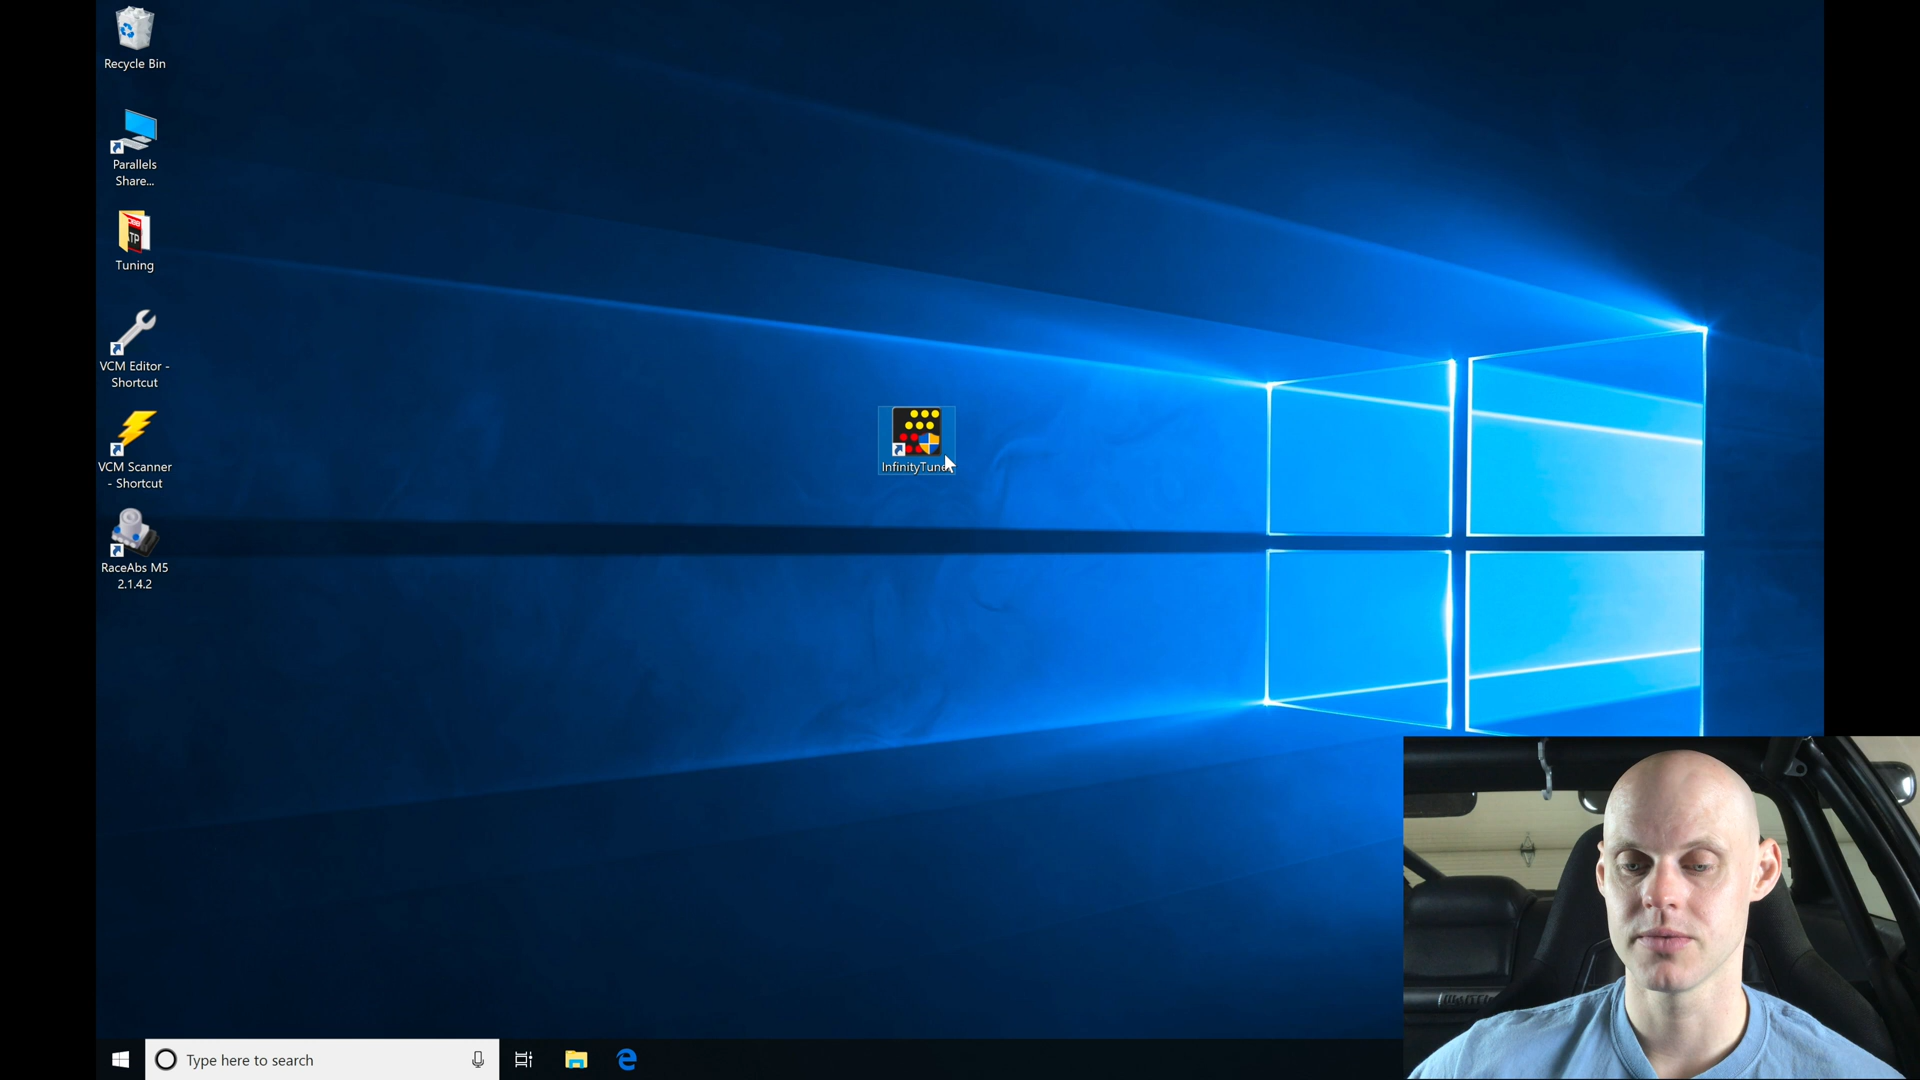 Recycle Bin
Parallels
Share...
Tuning
VCM Editor -
Shortcut
VCM Scanner
- Shortcut
RaceAbs M5
2.1.4.2
Type here to search